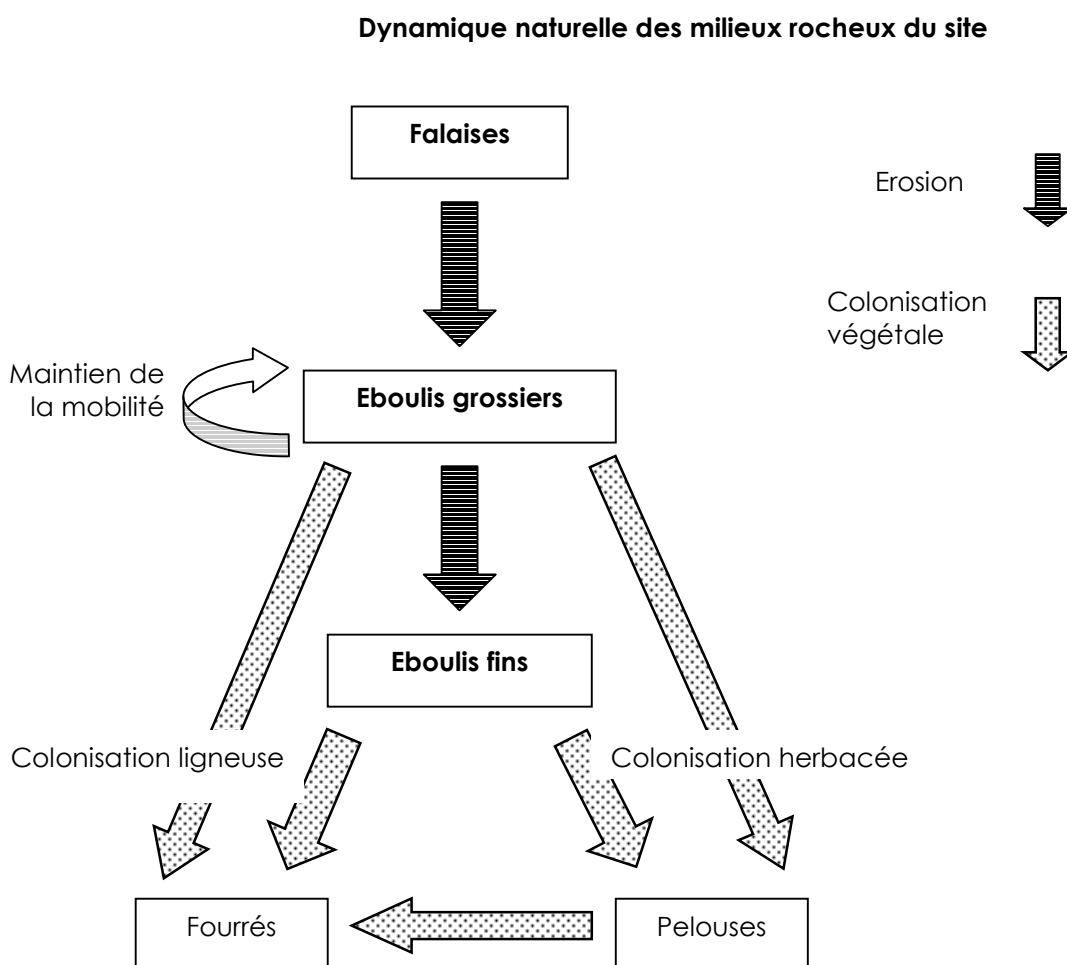 Dynamique naturelle des milieux rocheux du site
Falaises
Erosion
Colonisation
végétale
Maintien de
la mobilité
Eboulis grossiers
Eboulis fins
Colonisation ligneuse
Colonisation herbacée
Fourrés
Pelouses